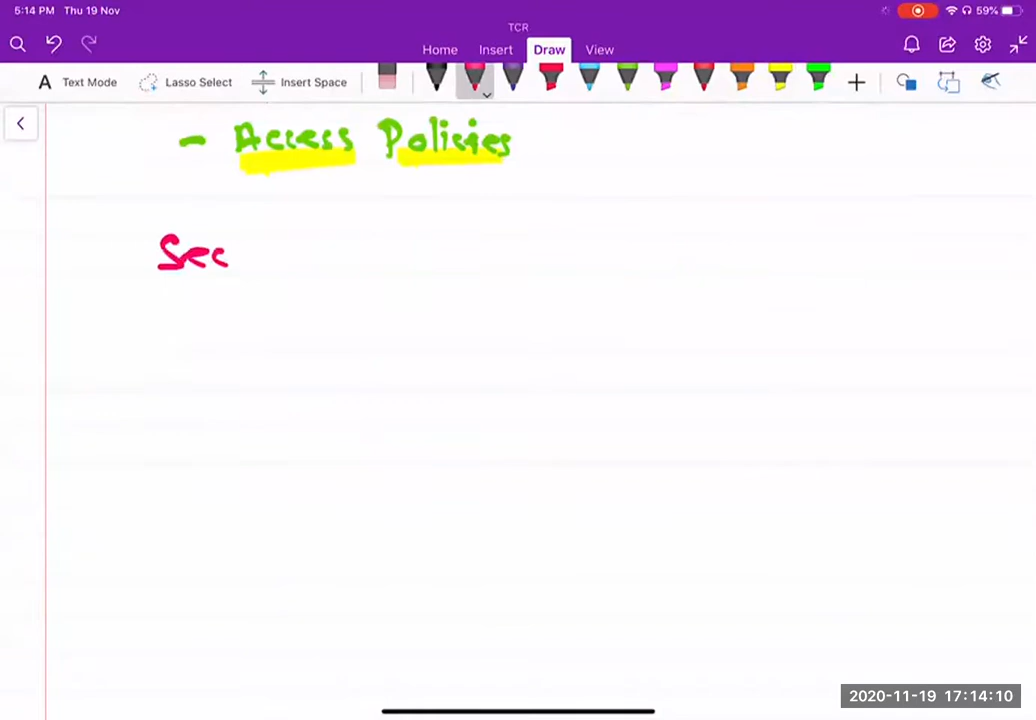 5:14 PM Thu 19 Nov
59%
TCR
Home Insert Draw View
A Text Mode Lasso Select Insert Space
- Access Policies
Sec
2020-11-19 17:14:10